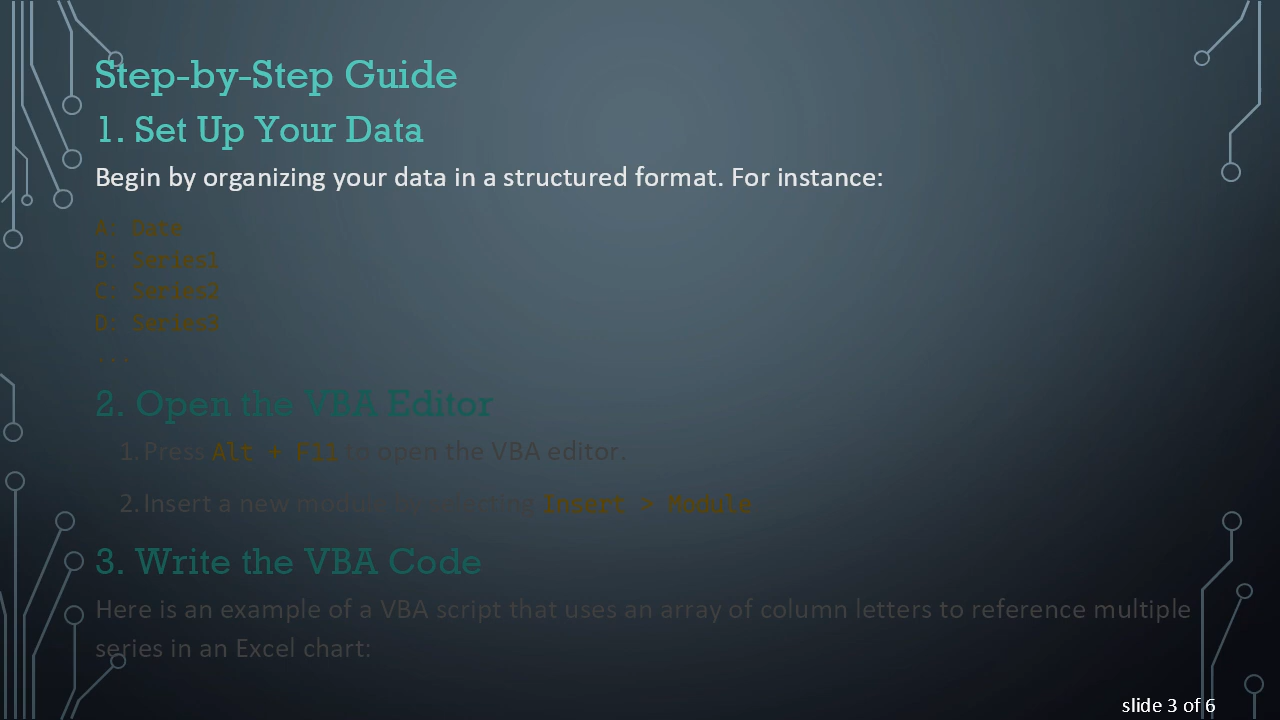 Step-by-Step Guide
1. Set Up Your Data
Begin by organizing your data in a structured format. For instance:
A: Date
B: Series1
C: Series2
D: Series3
...
2. Open the VBA Editor
1. Press Alt + F11 to open the VBA editor.
2. Insert a new module by selecting Insert > Module
3. Write the VBA Code
Here is an example of a VBA script that uses an array of column letters to reference multiple
series in an Excel chart:
slide 3 of 6